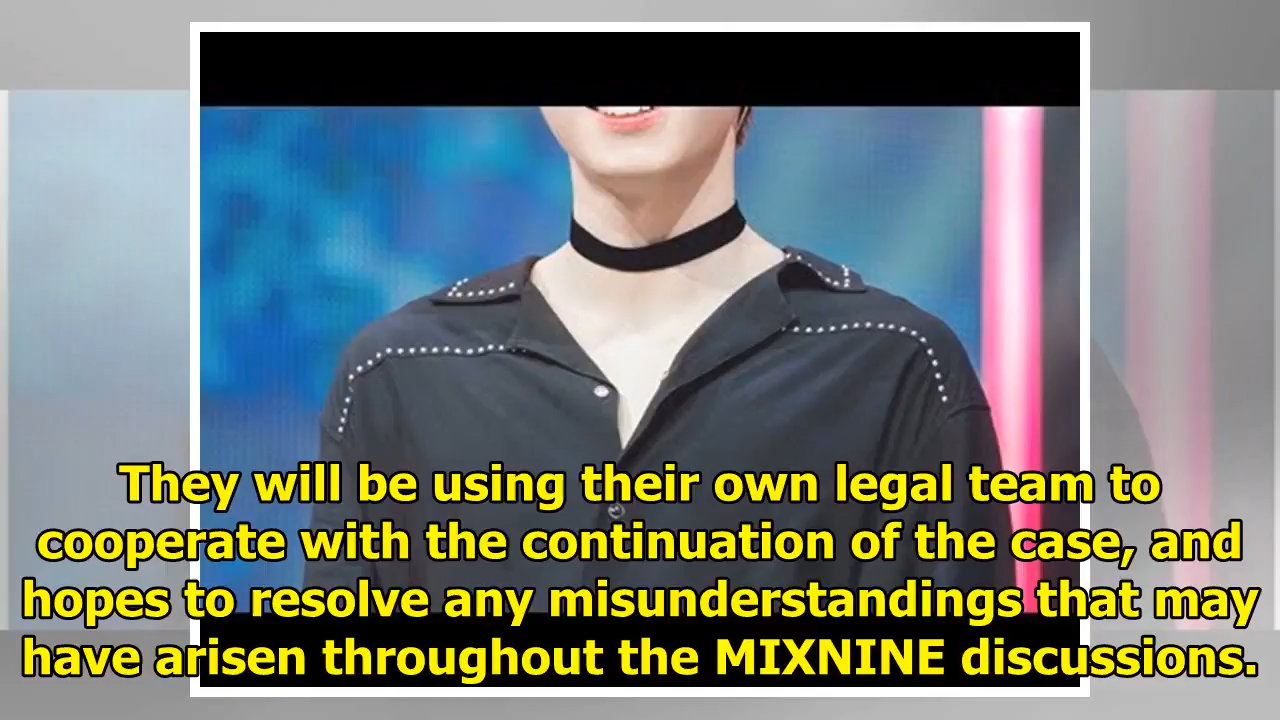 They will be using their own legal team to
cooperate with the continuation of the case, and
hopes to resolve any misunderstandings that may
have arisen throughout the MIXNINE discussions.